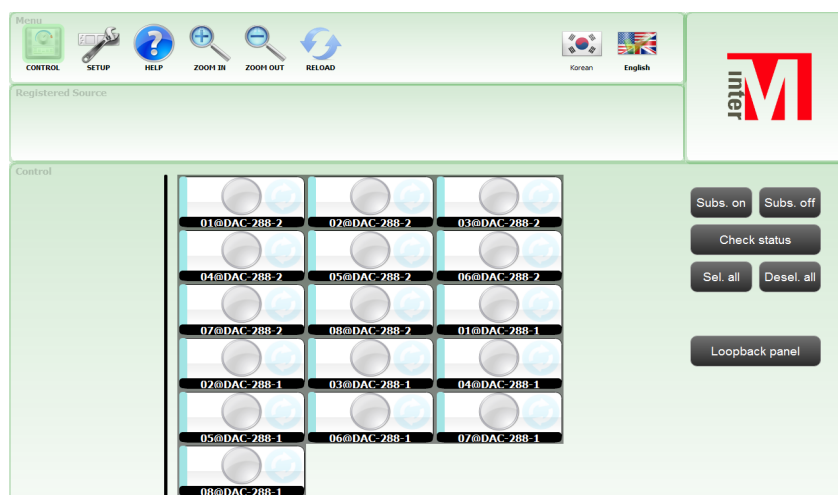 Menu
CONTROL SETUP HELP ZOOM IN ZOOM OUT RELOAD Korean English
inter M
Registered Source
Control
01@DAC-288-2 02@DAC-288-2 03@DAC-288-2
04@DAC-288-2 05@DAC-288-2 06@DAC-288-2
07@DAC-288-2 08@DAC-288-2 01@DAC-288-1
02@DAC-288-1 03@DAC-288-1 04@DAC-288-1
05@DAC-288-1 06@DAC-288-1 07@DAC-288-1
08@DAC-288-1
Subs. on Subs. off
Check status
Sel. all Desel. all
Loopback panel